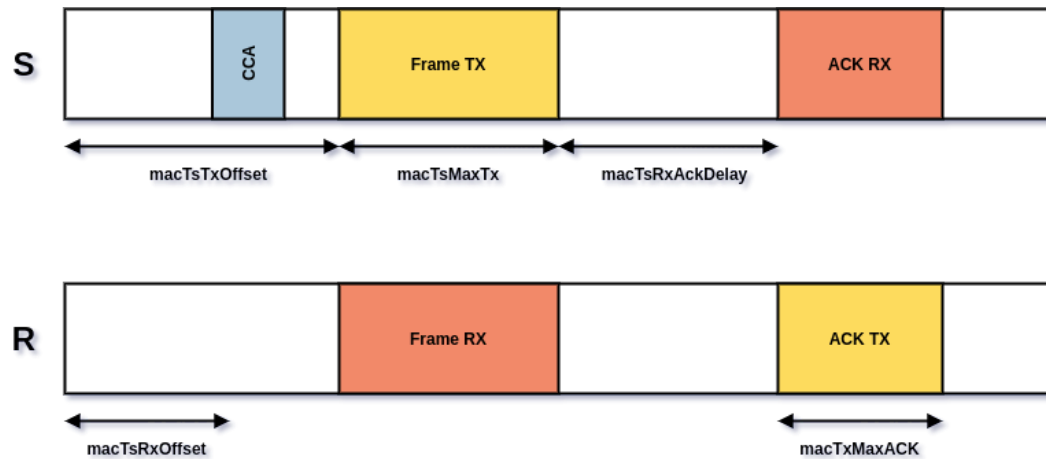 S
CCA
Frame TX
ACK RX
macTsTxOffset
macTsMaxTx
macTsRxAckDelay
R
Frame RX
ACK TX
macTsRxOffset
macTxMaxACK